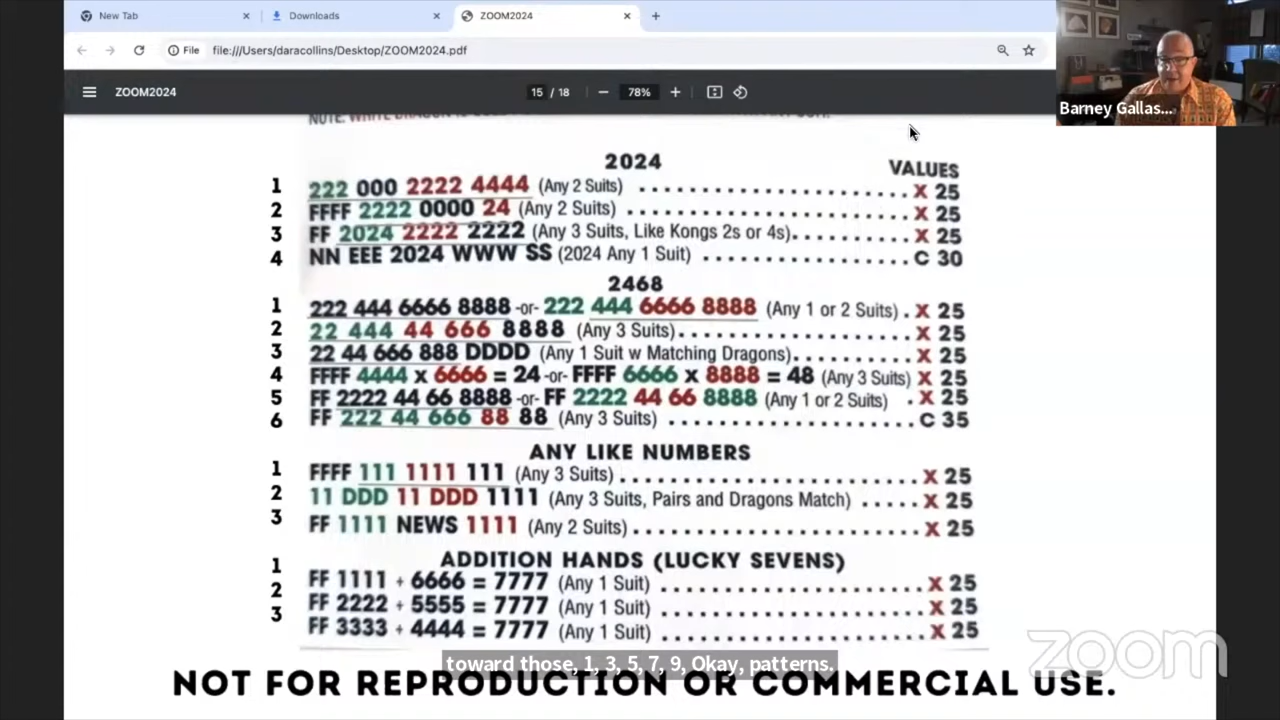 New Tab
Downloads
ZOOM2024
File file:///Users/daracollins/Desktop/ZOOM2024.pdf
ZOOM2024
15 / 18
78%
Barney Gallas...
2024
VALUES
1 222 000 2222 4444 (Any 2 Suits) X 25
2 FFFF 2222 0000 24 (Any 2 Suits) X 25
3 FF 2024 2222 2222 (Any 3 Suits, Like Kongs 2s or 4s). X 25
4 NN EEE 2024 WWW SS (2024 Any 1 Suit) C 30
2468
1 222 444 6666 8888 -or- 222 444 6666 8888 (Any 1 or 2 Suits) . X 25
2 22 444 44 666 8888 (Any 3 Suits) X 25
3 22 44 666 888 DDDD (Any 1 Suit w Matching Dragons) X 25
4 FFFF 4444 x 6666 = 24 -or- FFFF 6666 x 8888 = 48 (Any 3 Suits) X 25
5 FF 2222 44 66 8888 -or- FF 2222 44 66 8888 (Any 1 or 2 Suits) . X 25
6 FF 222 44 666 88 88 (Any 3 Suits) C 35
ANY LIKE NUMBERS
1 FFFF 111 1111 111 (Any 3 Suits) X 25
2 11 DDD 11 DDD 1111 (Any 3 Suits, Pairs and Dragons Match) X 25
3 FF 1111 NEWS 1111 (Any 2 Suits) X 25
ADDITION HANDS (LUCKY SEVENS)
1 FF 1111 + 6666 = 7777 (Any 1 Suit) X 25
2 FF 2222 + 5555 = 7777 (Any 1 Suit) X 25
3 FF 3333 + 4444 = 7777 (Any 1 Suit) X 25
zoom
toward those, 1, 3, 5, 7, 9, Okay, patterns.
NOT FOR REPRODUCTION OR COMMERCIAL USE.